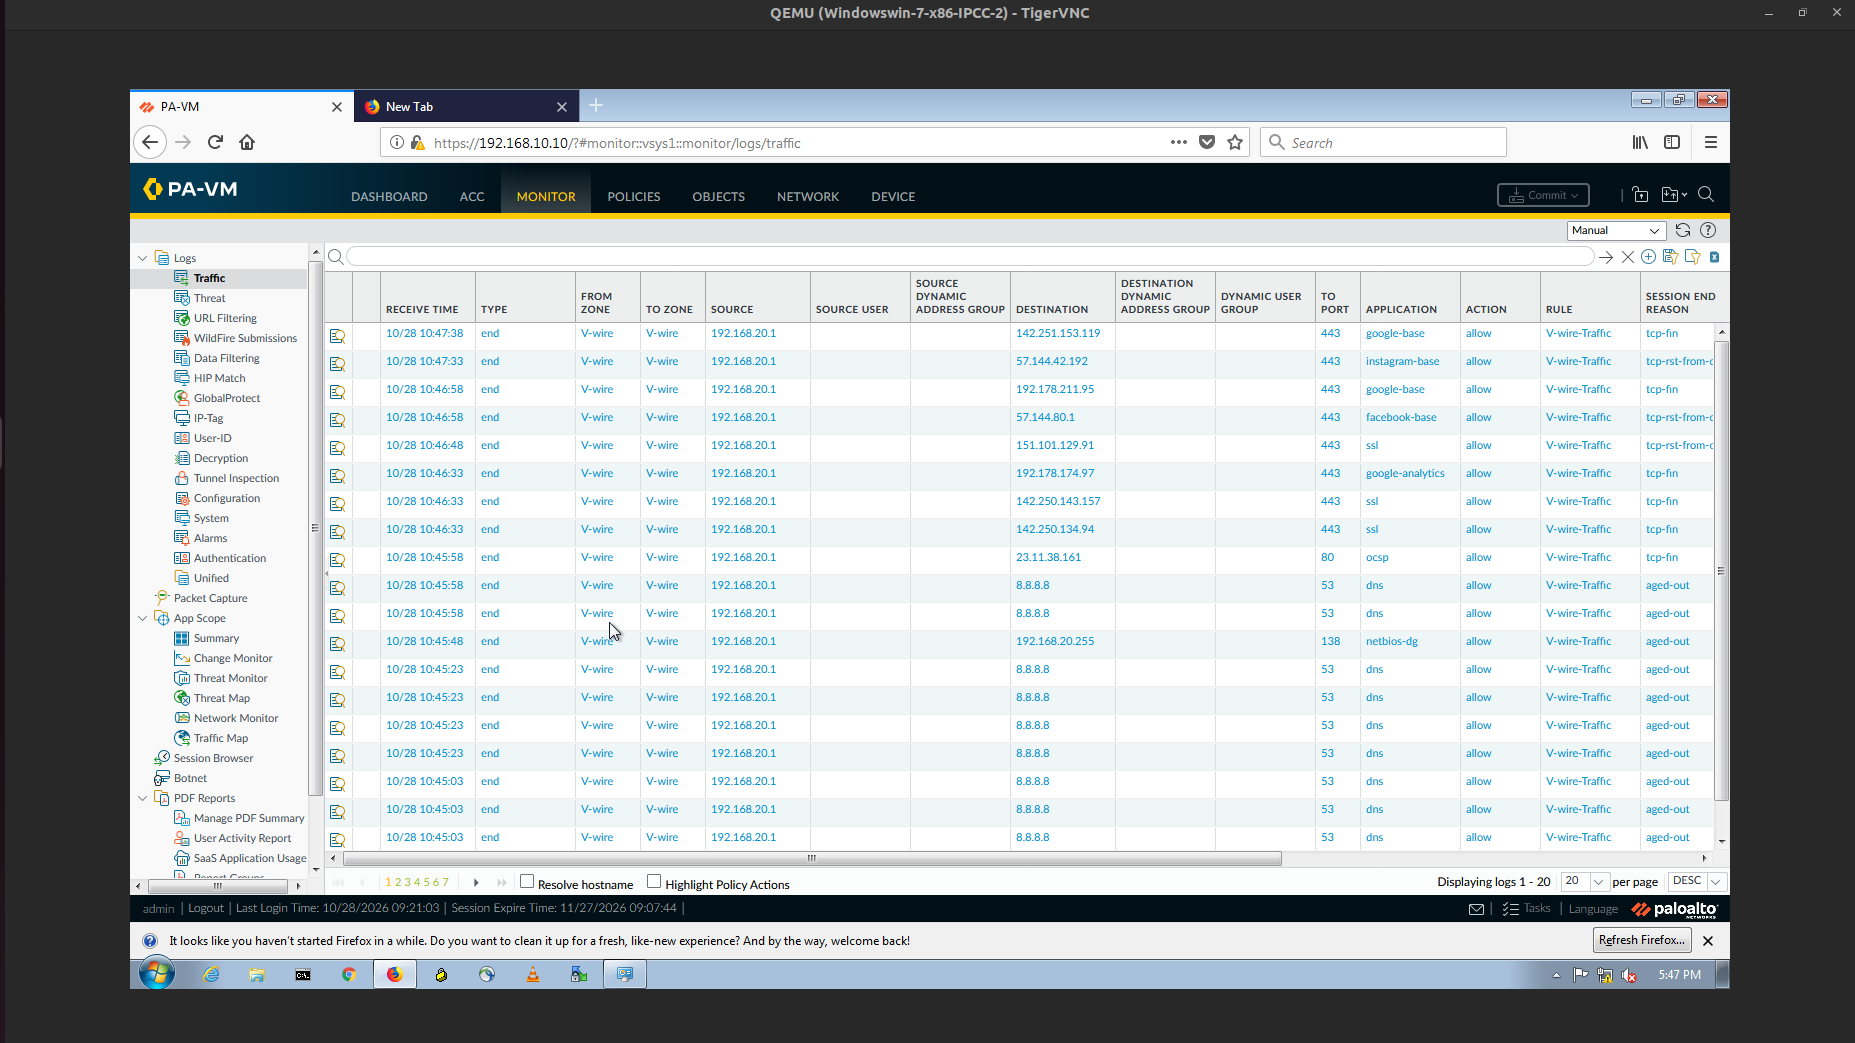 QEMU (Windowswin-7-x86-IPCC-2) - TigerVNC
PA-VM
New Tab
https://192.168.10.10/?#monitor::vsys1::monitor/logs/traffic
Search
PA-VM
DASHBOARD ACC MONITOR POLICIES OBJECTS NETWORK DEVICE
Commit
Manual
Logs
Traffic
Threat
URL Filtering
WildFire Submissions
Data Filtering
HIP Match
GlobalProtect
IP-Tag
User-ID
Decryption
Tunnel Inspection
Configuration
System
Alarms
Authentication
Unified
Packet Capture
App Scope
Summary
Change Monitor
Threat Monitor
Threat Map
Network Monitor
Traffic Map
Session Browser
Botnet
PDF Reports
Manage PDF Summary
User Activity Report
SaaS Application Usage
Report Groups
RECEIVE TIME TYPE FROM ZONE TO ZONE SOURCE SOURCE USER SOURCE DYNAMIC ADDRESS GROUP DESTINATION DESTINATION DYNAMIC ADDRESS GROUP DYNAMIC USER GROUP TO PORT APPLICATION ACTION RULE SESSION END REASON
10/28 10:47:38 end V-wire V-wire 192.168.20.1 142.251.153.119 443 google-base allow V-wire-Traffic tcp-fin
10/28 10:47:33 end V-wire V-wire 192.168.20.1 57.144.42.192 443 instagram-base allow V-wire-Traffic tcp-rst-from-c
10/28 10:46:58 end V-wire V-wire 192.168.20.1 192.178.211.95 443 google-base allow V-wire-Traffic tcp-fin
10/28 10:46:58 end V-wire V-wire 192.168.20.1 57.144.80.1 443 facebook-base allow V-wire-Traffic tcp-rst-from-c
10/28 10:46:48 end V-wire V-wire 192.168.20.1 151.101.129.91 443 ssl allow V-wire-Traffic tcp-rst-from-c
10/28 10:46:33 end V-wire V-wire 192.168.20.1 192.178.174.97 443 google-analytics allow V-wire-Traffic tcp-fin
10/28 10:46:33 end V-wire V-wire 192.168.20.1 142.250.143.157 443 ssl allow V-wire-Traffic tcp-fin
10/28 10:46:33 end V-wire V-wire 192.168.20.1 142.250.134.94 443 ssl allow V-wire-Traffic tcp-fin
10/28 10:45:58 end V-wire V-wire 192.168.20.1 23.11.38.161 80 ocsp allow V-wire-Traffic tcp-fin
10/28 10:45:58 end V-wire V-wire 192.168.20.1 8.8.8.8 53 dns allow V-wire-Traffic aged-out
10/28 10:45:58 end V-wire V-wire 192.168.20.1 8.8.8.8 53 dns allow V-wire-Traffic aged-out
10/28 10:45:48 end V-wire V-wire 192.168.20.1 192.168.20.255 138 netbios-dg allow V-wire-Traffic aged-out
10/28 10:45:23 end V-wire V-wire 192.168.20.1 8.8.8.8 53 dns allow V-wire-Traffic aged-out
10/28 10:45:23 end V-wire V-wire 192.168.20.1 8.8.8.8 53 dns allow V-wire-Traffic aged-out
10/28 10:45:23 end V-wire V-wire 192.168.20.1 8.8.8.8 53 dns allow V-wire-Traffic aged-out
10/28 10:45:23 end V-wire V-wire 192.168.20.1 8.8.8.8 53 dns allow V-wire-Traffic aged-out
10/28 10:45:03 end V-wire V-wire 192.168.20.1 8.8.8.8 53 dns allow V-wire-Traffic aged-out
10/28 10:45:03 end V-wire V-wire 192.168.20.1 8.8.8.8 53 dns allow V-wire-Traffic aged-out
10/28 10:45:03 end V-wire V-wire 192.168.20.1 8.8.8.8 53 dns allow V-wire-Traffic aged-out
1 2 3 4 5 6 7 Resolve hostname Highlight Policy Actions Displaying logs 1 - 20 20 per page DESC
admin | Logout | Last Login Time: 10/28/2026 09:21:03 | Session Expire Time: 11/27/2026 09:07:44 | Tasks | Language paloalto NETWORKS
It looks like you haven't started Firefox in a while. Do you want to clean it up for a fresh, like-new experience? And by the way, welcome back! Refresh Firefox...
5:47 PM